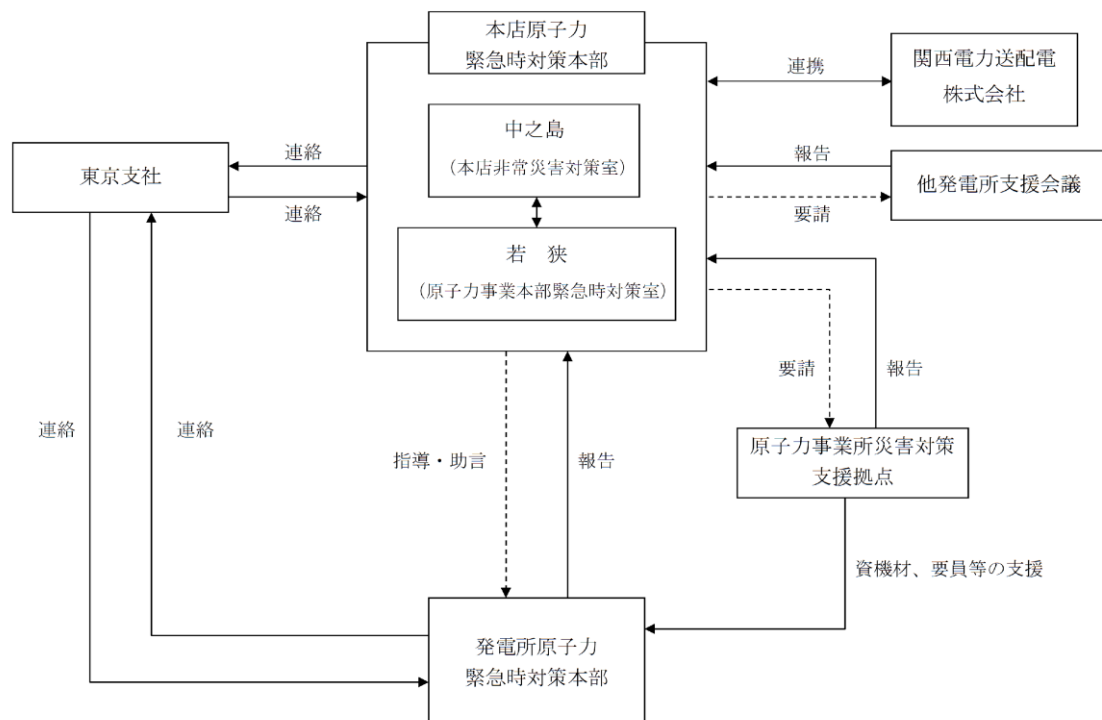 本店原子力
緊急時対策本部
連携
関西電力送配電
株式会社
中之島
（本店非常災害対策室）
連絡
東京支社
連絡
報告
他発電所支援会議
要請
若　狭
（原子力事業本部緊急時対策室）
要請
報告
連絡
連絡
指導・助言
報告
原子力事業所災害対策
支援拠点
資機材、要員等の支援
発電所原子力
緊急時対策本部